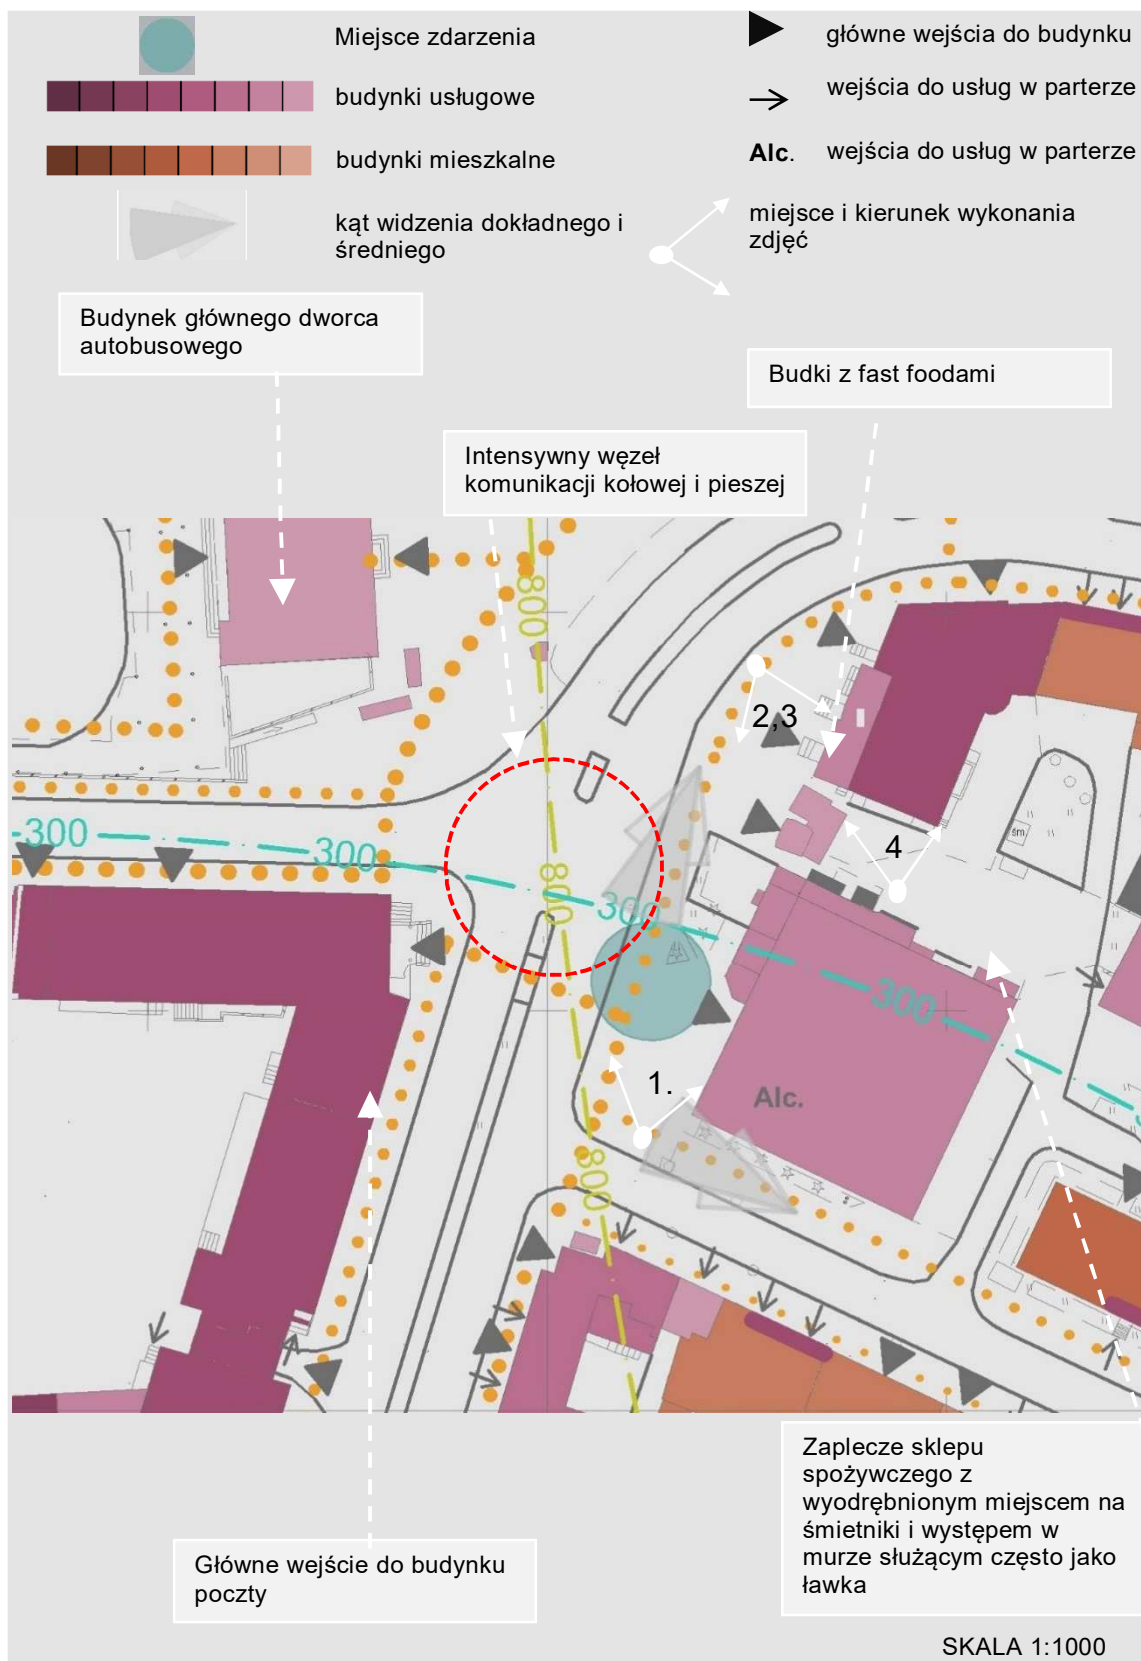 Miejsce zdarzenia
budynki usługowe
budynki mieszkalne
kąt widzenia dokładnego i
średniego
główne wejścia do budynku
wejścia do usług w parterze
Alc. wejścia do usług w parterze
miejsce i kierunek wykonania
zdjęć
Budynek głównego dworca
autobusowego
Budki z fast foodami
Intensywny węzeł
komunikacji kołowej i pieszej
800
2,3
300
300
800
300
4
śm.
300
1.
Alc.
800
Zaplecze sklepu
spożywczego z
wyodrębnionym miejscem na
śmietniki i występem w
murze służącym często jako
ławka
Główne wejście do budynku
poczty
SKALA 1:1000